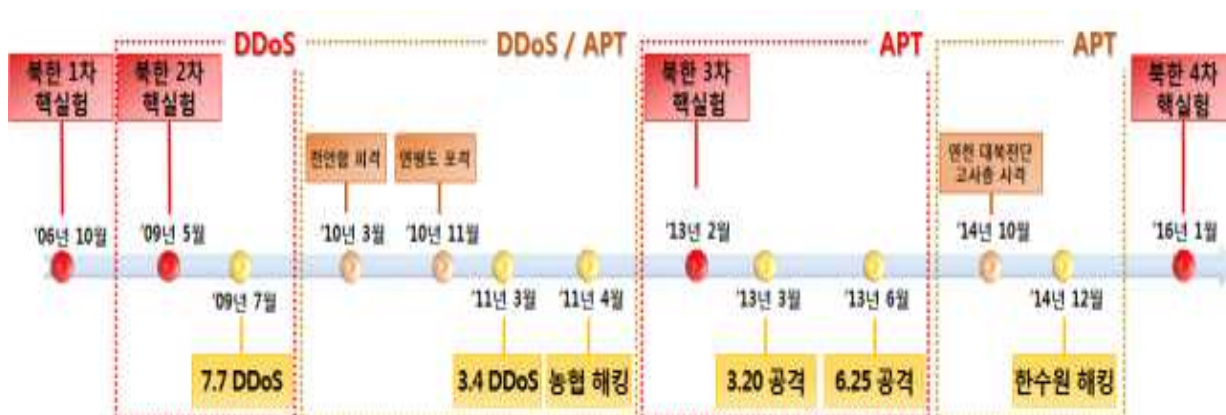 DDoS
DDoS / APT
APT
APT
북한 1차
핵실험
북한 2차
핵실험
북한 3차
핵실험
북한 4차
핵실험
천안함 피격
연평도 포격
연천 대북전단
고사총 사격
'06년 10월
'09년 5월
'10년 3월
'10년 11월
'13년 2월
'14년 10월
'16년 1월
'09년 7월
'11년 3월
'11년 4월
'13년 3월
'13년 6월
'14년 12월
7.7 DDoS
3.4 DDoS
농협 해킹
3.20 공격
6.25 공격
한수원 해킹